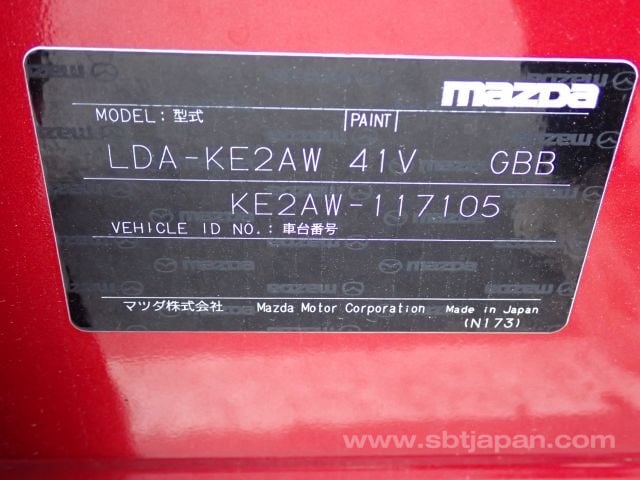 mazda
MODEL: 型式 PAINT
LDA-KE2AW 41V GBB
KE2AW-117105
VEHICLE ID NO.: 車台番号
マツダ株式会社 Mazda Motor Corporation Made in Japan
(N173)
www.sbtjapan.com